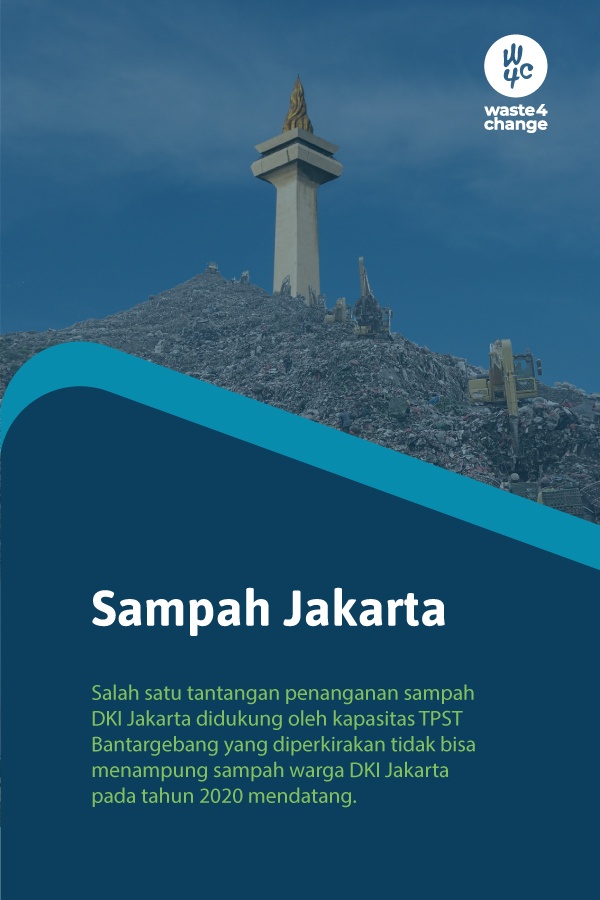 W4C
waste4
change
Sampah Jakarta
Salah satu tantangan penanganan sampah
DKI Jakarta didukung oleh kapasitas TPST
Bantargebang yang diperkirakan tidak bisa
menampung sampah warga DKI Jakarta
pada tahun 2020 mendatang.